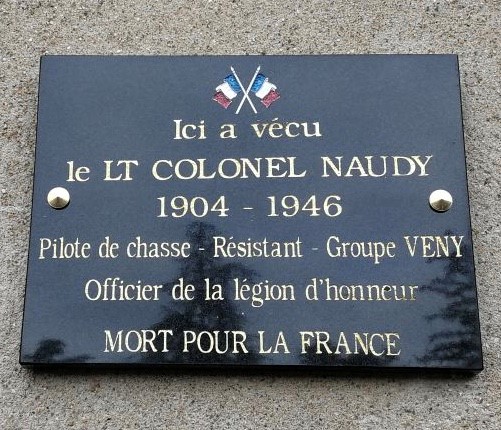 Ici a vécu
le LT COLONEL NAUDY
1904 - 1946
Pilote de chasse - Résistant - Groupe VENY
Officier de la légion d'honneur
MORT POUR LA FRANCE